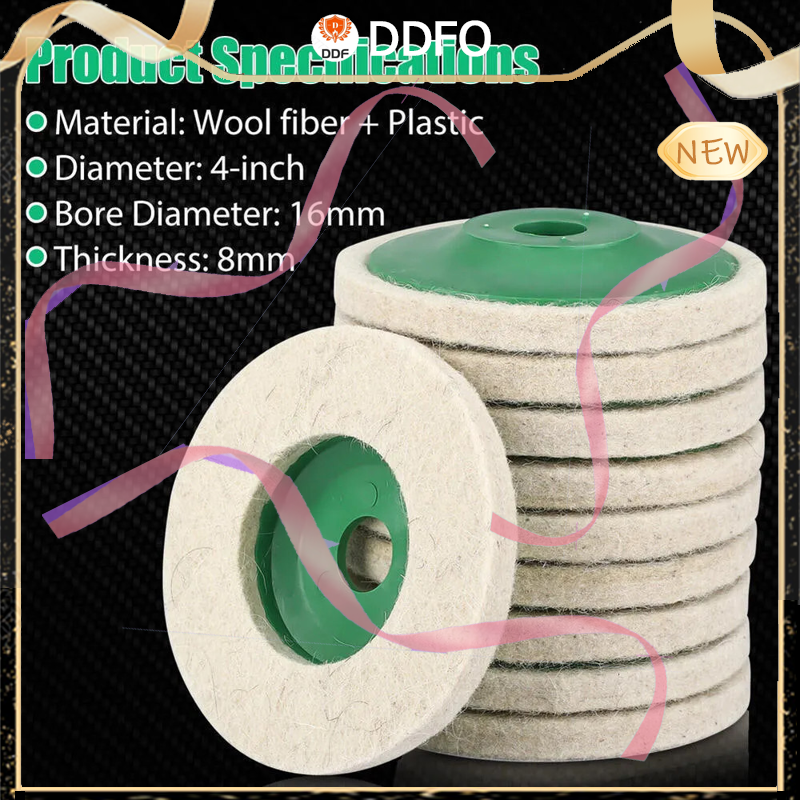 DDF
DDFO
Product Specifications
Material: Wool fiber + Plastic
Diameter: 4-inch
Bore Diameter: 16mm
Thickness: 8mm
NEW